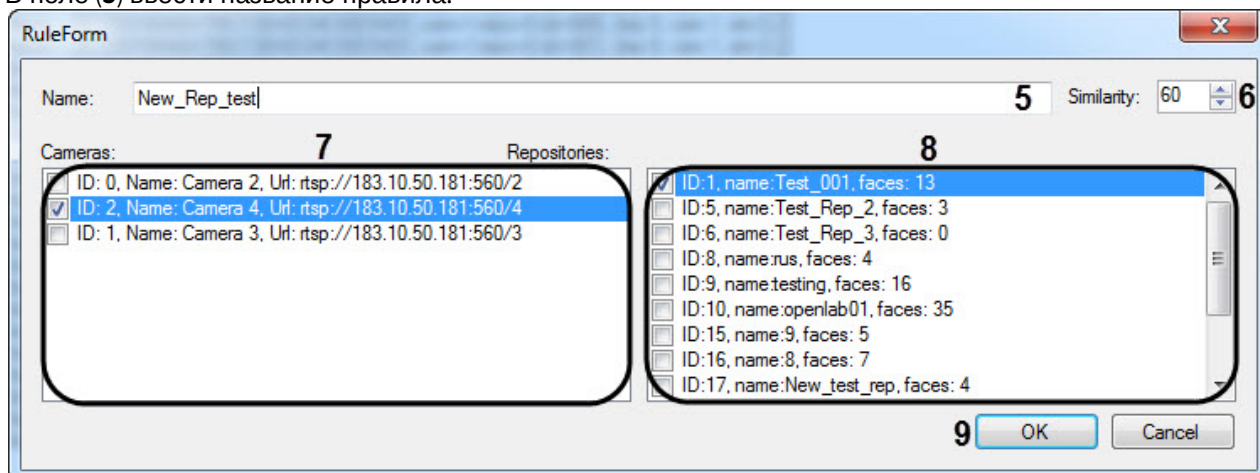 В поле (5) ввести название правила.
RuleForm
Name: New_Rep_test 5 Similarity: 60 6
Cameras: 7 Repositories: 8
ID: 0, Name: Camera 2, Url: rtsp://183.10.50.181:560/2
ID: 2, Name: Camera 4, Url: rtsp://183.10.50.181:560/4
ID: 1, Name: Camera 3, Url: rtsp://183.10.50.181:560/3
ID:1, name:Test_001, faces: 13
ID:5, name:Test_Rep_2, faces: 3
ID:6, name:Test_Rep_3, faces: 0
ID:8, name:rus, faces: 4
ID:9, name:testing, faces: 16
ID:10, name:openlab01, faces: 35
ID:15, name:9, faces: 5
ID:16, name:8, faces: 7
ID:17, name:New_test_rep, faces: 4
9 OK Cancel